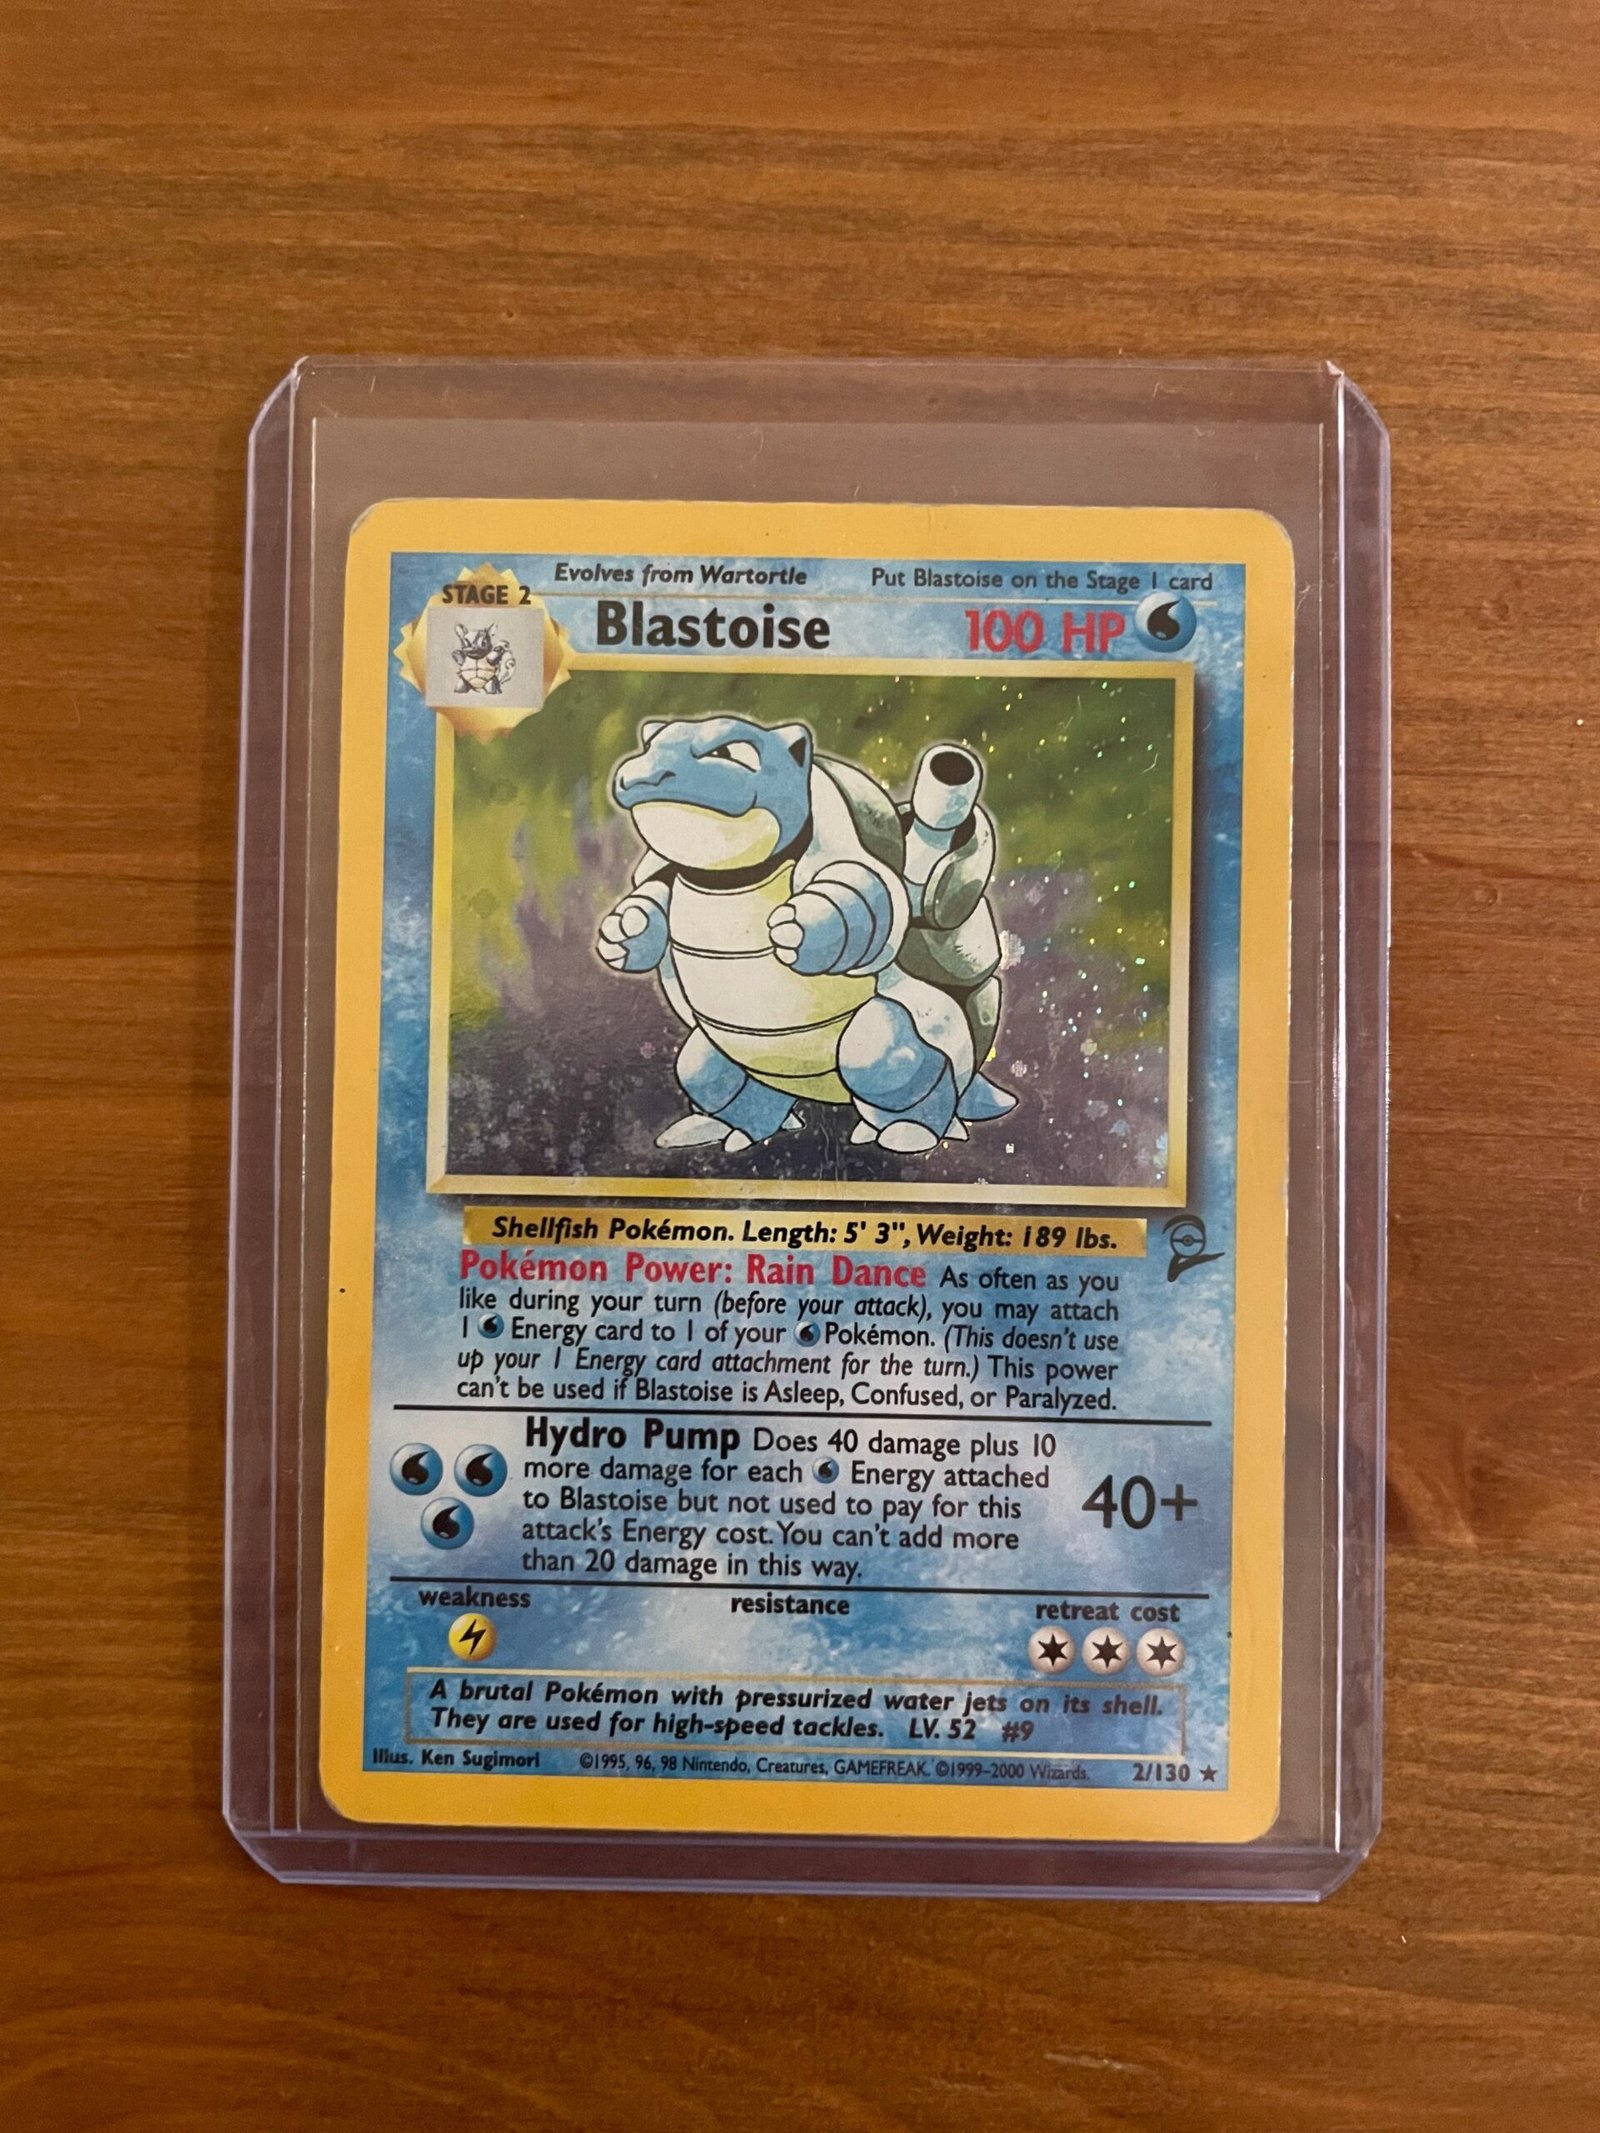 Evolves from Wartortle Put Blastoise on the Stage 1 card
STAGE 2
Blastoise 100 HP
Shellfish Pokémon. Length: 5' 3", Weight: 189 lbs.
Pokémon Power: Rain Dance As often as you
like during your turn (before your attack), you may attach
1 Energy card to 1 of your Pokémon. (This doesn't use
up your 1 Energy card attachment for the turn.) This power
can't be used if Blastoise is Asleep, Confused, or Paralyzed.
Hydro Pump Does 40 damage plus 10
more damage for each Energy attached
to Blastoise but not used to pay for this
attack's Energy cost. You can't add more
than 20 damage in this way.
40+
weakness resistance retreat cost
A brutal Pokémon with pressurized water jets on its shell.
They are used for high-speed tackles. LV. 52 #9
Illus. Ken Sugimori ©1995, 96, 98 Nintendo, Creatures, GAMEFREAK. ©1999-2000 Wizards. 2/130 ★